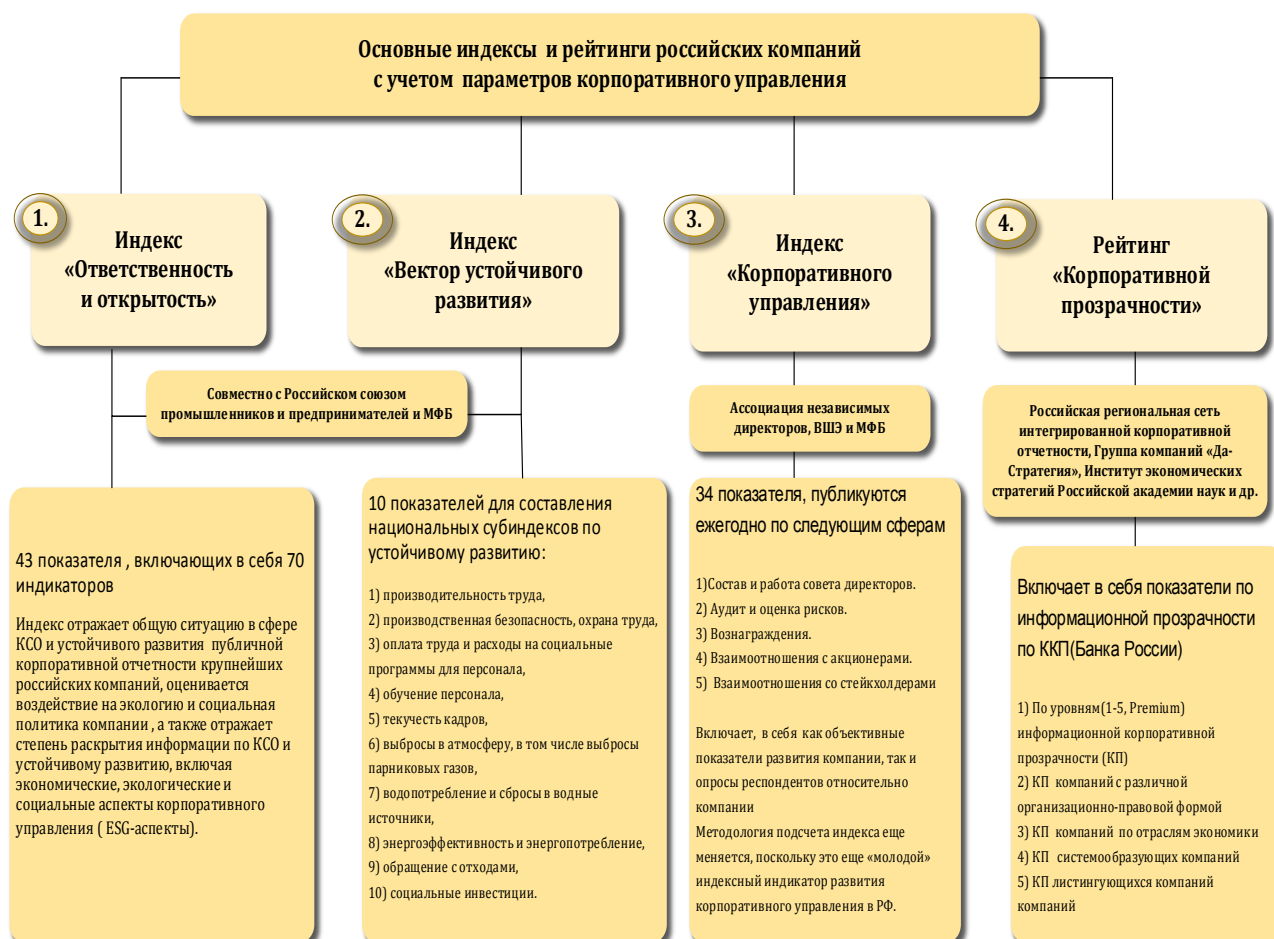 Основные индексы и рейтинги российских компаний
с учетом параметров корпоративного управления
1.
Индекс
«Ответственность
и открытость»
2.
Индекс
«Вектор устойчивого
развития»
3.
Индекс
«Корпоративного
управления»
4.
Рейтинг
«Корпоративной
прозрачности»
Совместно с Российском союзом
промышленников и предпринимателей и МФБ
Ассоциация независимых
директоров, ВШЭ и МФБ
Российская региональная сеть
интегрированной корпоративной
отчетности, Группа компаний «Да-
Стратегия», Институт экономических
стратегий Российской академии наук и др.
43 показателя , включающих в себя 70
индикаторов
Индекс отражает общую ситуацию в сфере
КСО и устойчивого развития публичной
корпоративной отчетности крупнейших
российских компаний, оценивается
воздействие на экологию и социальная
политика компании , а также отражает
степень раскрытия информации по КСО и
устойчивому развитию, включая
экономические, экологические и
социальные аспекты корпоративного
управления ( ESG-аспекты).
10 показателей для составления
национальных субиндексов по
устойчивому развитию:
1) производительность труда,
2) производственная безопасность, охрана труда,
3) оплата труда и расходы на социальные
программы для персонала,
4) обучение персонала,
5) текучесть кадров,
6) выбросы в атмосферу, в том числе выбросы
парниковых газов,
7) водопотребление и сбросы в водные
источники,
8) энергоэффективность и энергопотребление,
9) обращение с отходами,
10) социальные инвестиции.
34 показателя, публикуются
ежегодно по следующим сферам
1)Состав и работа совета директоров.
2) Аудит и оценка рисков.
3) Вознаграждения.
4) Взаимоотношения с акционерами.
5) Взаимоотношения со стейкхолдерами
Включает, в себя как объективные
показатели развития компании, так и
опросы респондентов относительно
компании
Методология подсчета индекса еще
меняется, поскольку это еще «молодой»
индексный индикатор развития
корпоративного управления в РФ.
Включает в себя показатели по
информационной прозрачности
по ККП(Банка России)
1) По уровням(1-5, Premium)
информационной корпоративной
прозрачности (КП)
2) КП компаний с различной
организационно-правовой формой
3) КП компаний по отраслям экономики
4) КП системообразующих компаний
5) КП листингующихся компаний
компаний